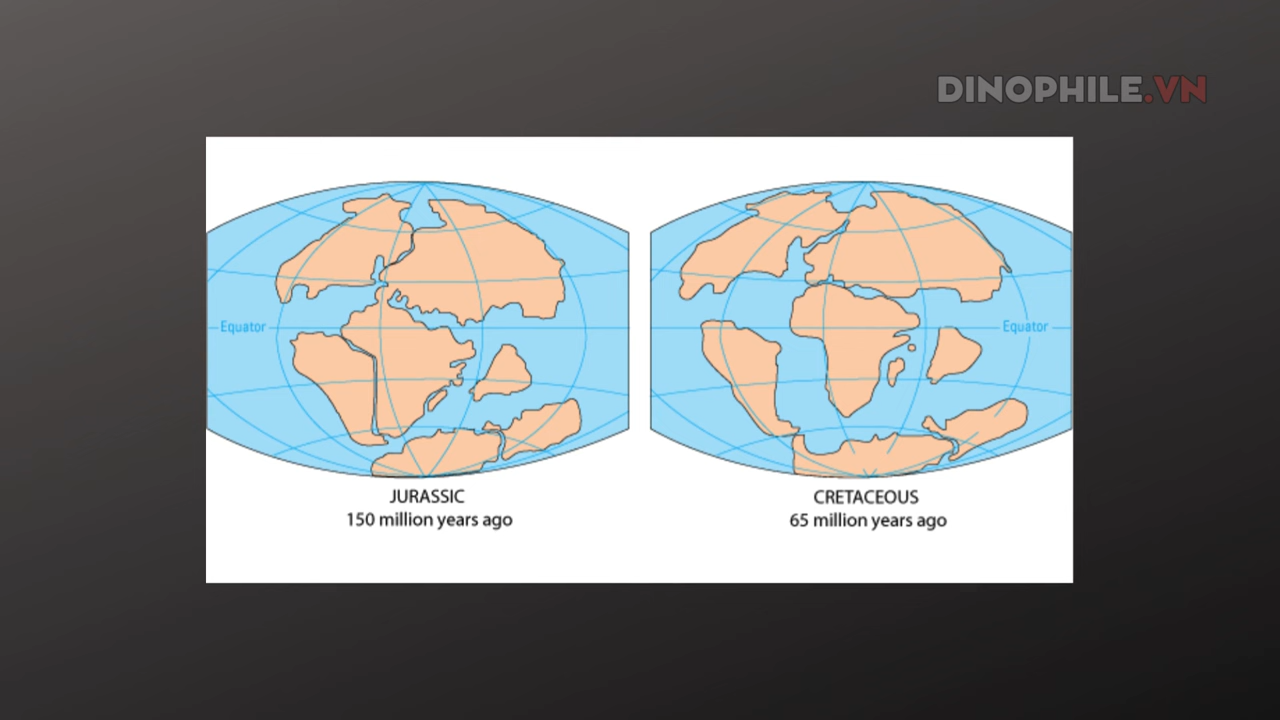 DINOPHILE.VN
Equator
Equator
JURASSIC
150 million years ago
CRETACEOUS
65 million years ago